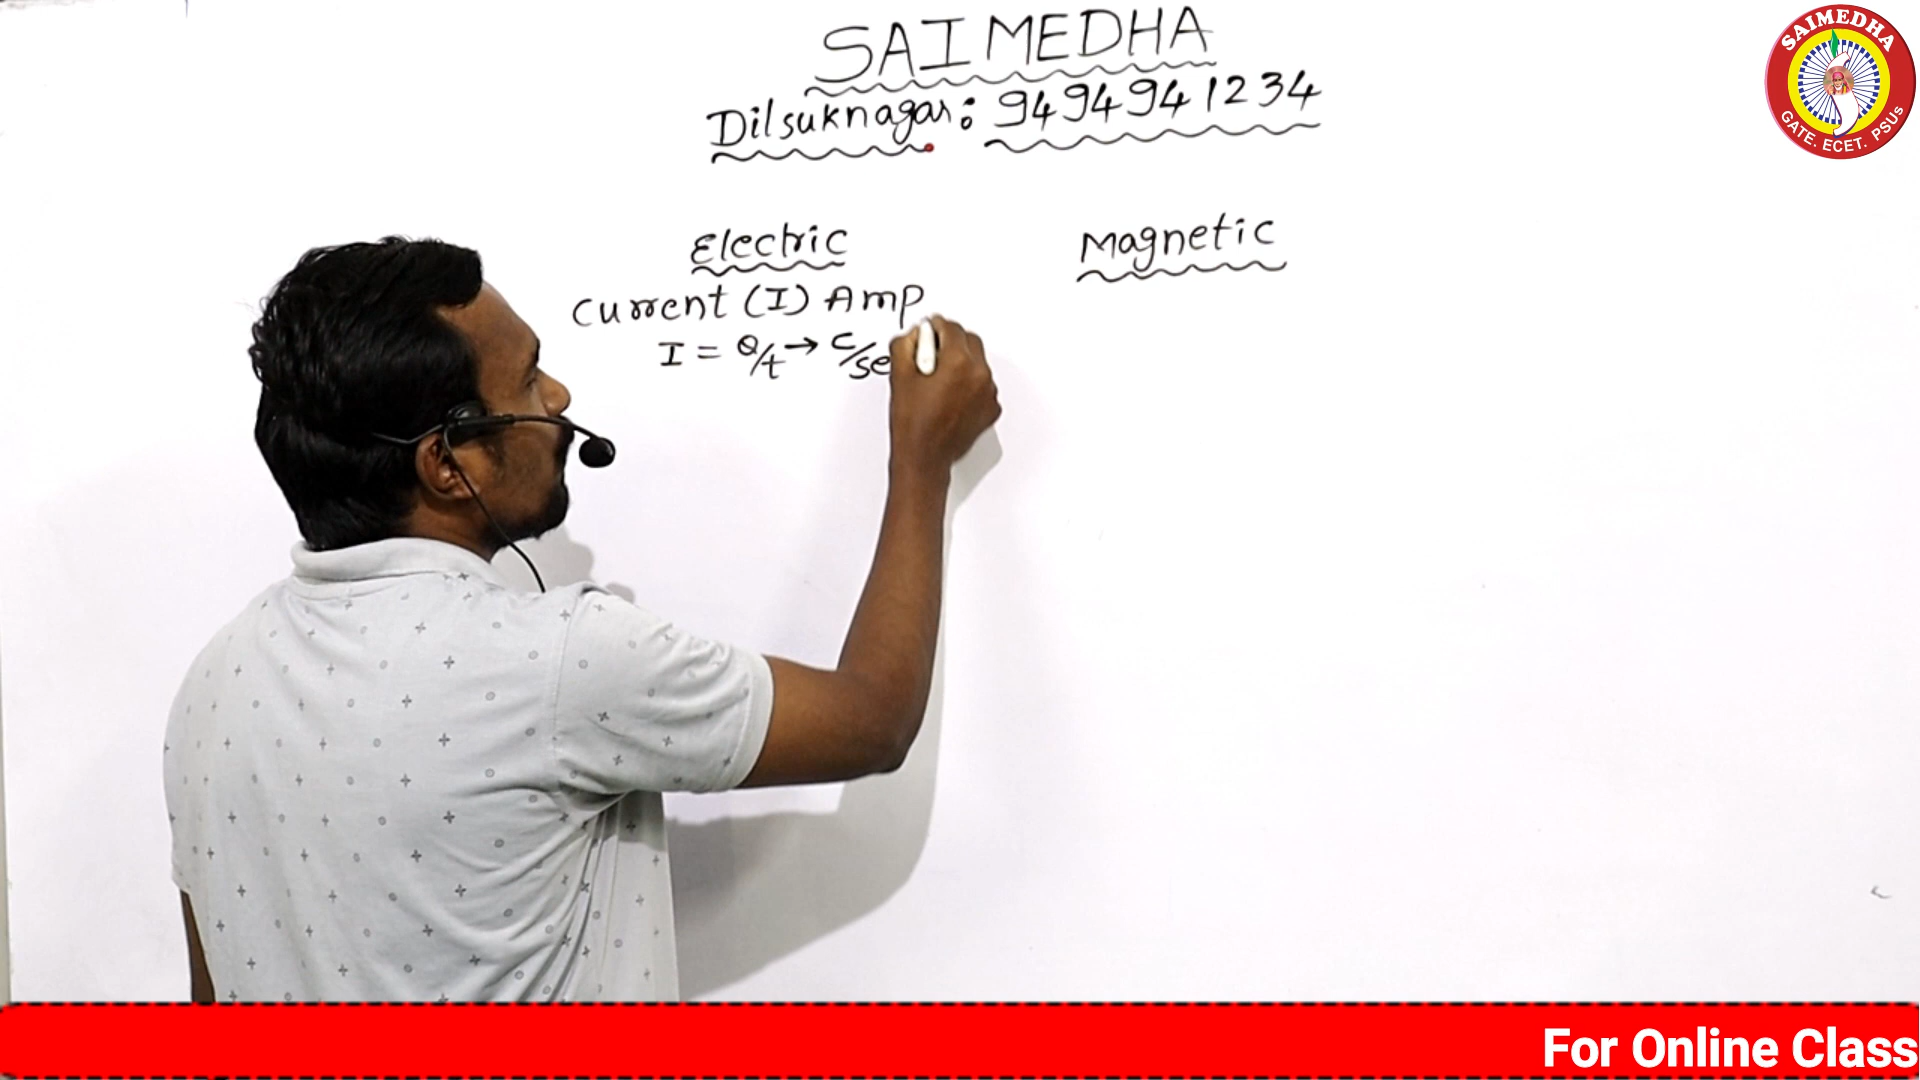 SAIMEDHA
Dilsuknagar: 9494941234
SAIMEDHA
GATE. ECET. PSUs
Electric
Magnetic
Current (I) Amp
I = Q/t → C/se
For Online Class